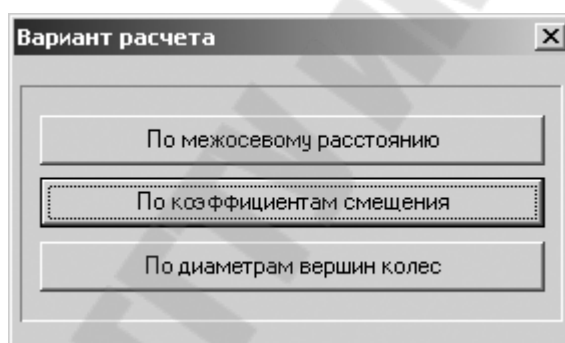 Вариант расчета
По межосевому расстоянию
По коэффициентам смещения
По диаметрам вершин колес